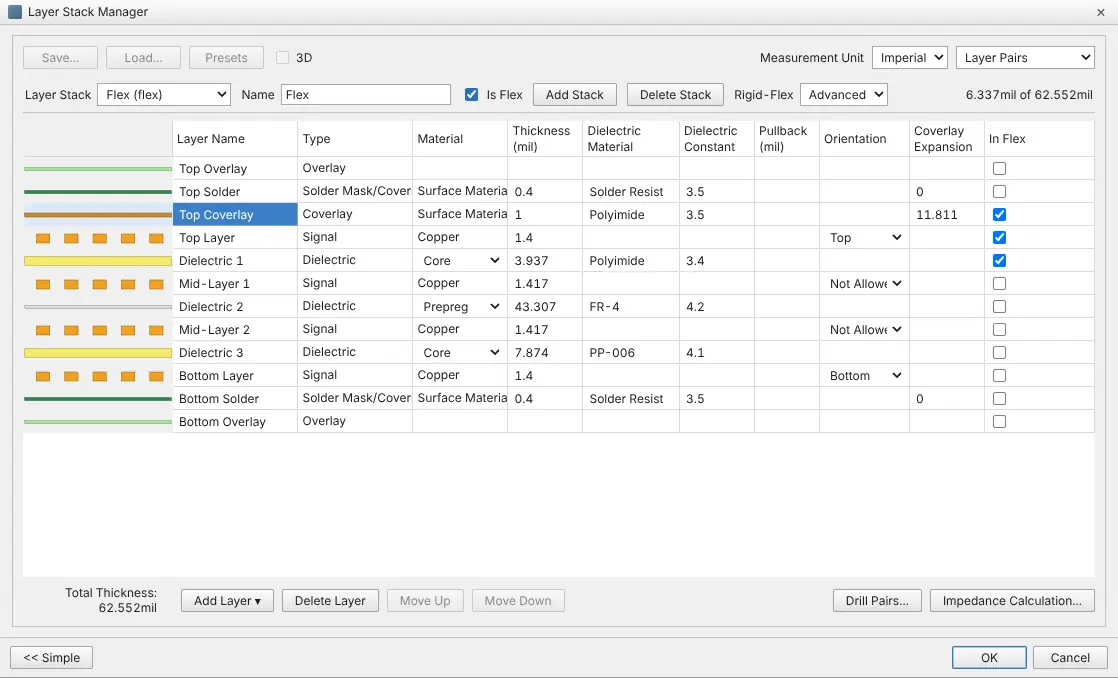 Layer Stack Manager
Save... Load... Presets 3D Measurement Unit Imperial Layer Pairs
Layer Stack Flex (flex) Name Flex Is Flex Add Stack Delete Stack Rigid-Flex Advanced 6.337mil of 62.552mil
Layer Name Type Material Thickness (mil) Dielectric Material Dielectric Constant Pullback (mil) Orientation Coverlay Expansion In Flex
Top Overlay Overlay
Top Solder Solder Mask/Cover Surface Materia 0.4 Solder Resist 3.5 0
Top Coverlay Coverlay Surface Materia 1 Polyimide 3.5 11.811
Top Layer Signal Copper 1.4 Top
Dielectric 1 Dielectric Core 3.937 Polyimide 3.4
Mid-Layer 1 Signal Copper 1.417 Not Allowe
Dielectric 2 Dielectric Prepreg 43.307 FR-4 4.2
Mid-Layer 2 Signal Copper 1.417 Not Allowe
Dielectric 3 Dielectric Core 7.874 PP-006 4.1
Bottom Layer Signal Copper 1.4 Bottom
Bottom Solder Solder Mask/Cover Surface Materia 0.4 Solder Resist 3.5 0
Bottom Overlay Overlay
Total Thickness:
62.552mil
Add Layer Delete Layer Move Up Move Down Drill Pairs... Impedance Calculation...
<< Simple OK Cancel